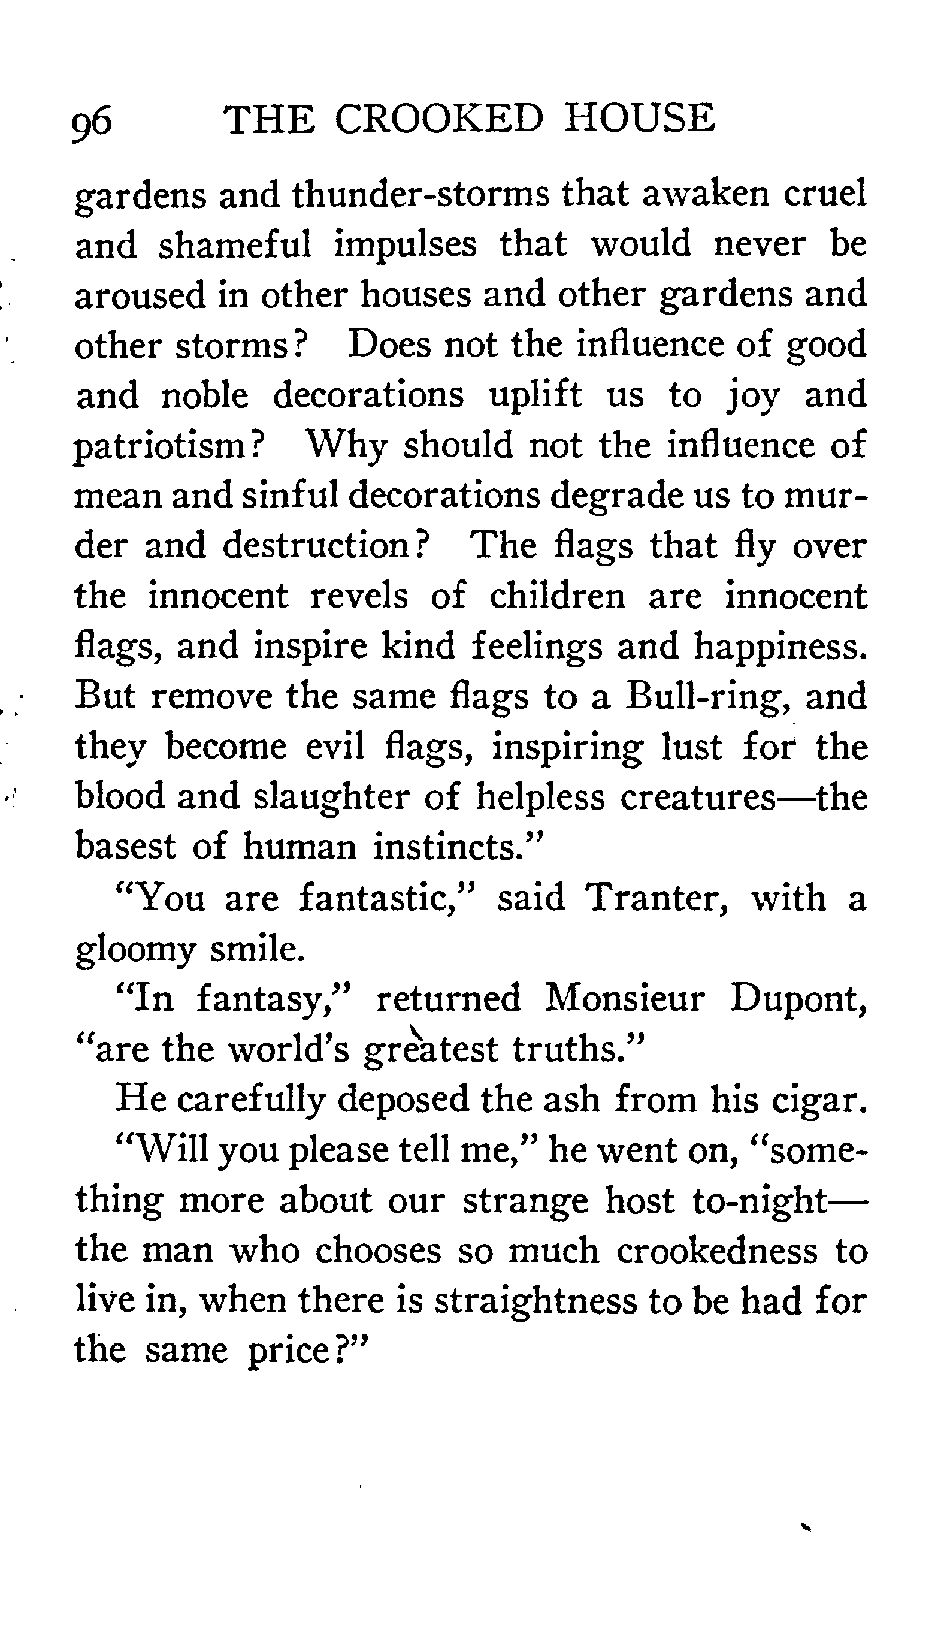 96 THE CROOKED HOUSE
gardens and thunder-storms that awaken cruel
and shameful impulses that would never be
aroused in other houses and other gardens and
other storms? Does not the influence of good
and noble decorations uplift us to joy and
patriotism? Why should not the influence of
mean and sinful decorations degrade us to mur-
der and destruction? The flags that fly over
the innocent revels of children are innocent
flags, and inspire kind feelings and happiness.
But remove the same flags to a Bull-ring, and
they become evil flags, inspiring lust for the
blood and slaughter of helpless creatures—the
basest of human instincts."
"You are fantastic," said Tranter, with a
gloomy smile.
"In fantasy," returned Monsieur Dupont,
"are the world's greatest truths."
He carefully deposed the ash from his cigar.
"Will you please tell me," he went on, "some-
thing more about our strange host to-night—
the man who chooses so much crookedness to
live in, when there is straightness to be had for
the same price?"